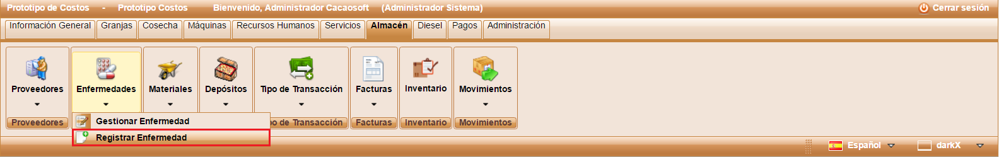 Prototipo de Costos - Prototipo Costos Bienvenido, Administrador Cacaosoft (Administrador Sistema) Cerrar sesión
Información General Granjas Cosecha Máquinas Recursos Humanos Servicios Almacén Diesel Pagos Administración
Proveedores Enfermedades Materiales Depósitos Tipo de Transacción Facturas Inventario Movimientos
Proveedores po de Transacción Facturas Inventario Movimientos
Gestionar Enfermedad
Registrar Enfermedad
Español darkX